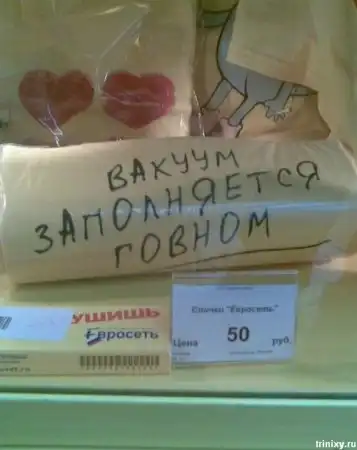 ВАКУУМ
ЗАПОЛНЯЕТСЯ
ГОВНОМ
УШИШЬ
Евросеть
Спички "Евросеть"
Цена 50 руб.
trinixy.ru